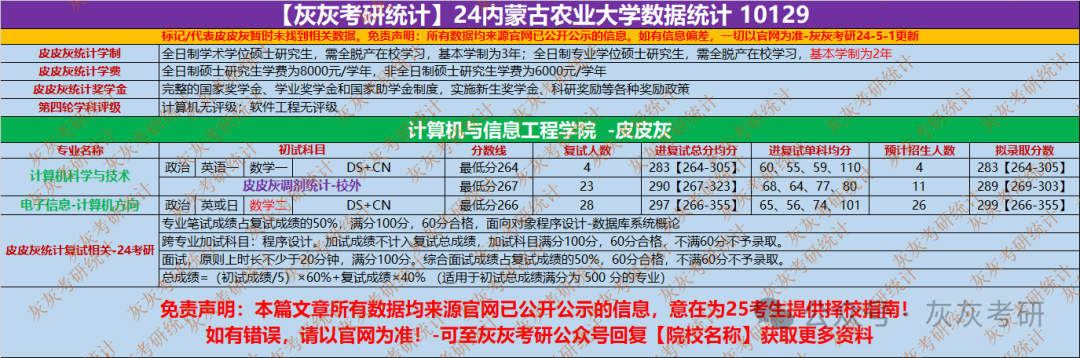 【灰灰考研统计】24内蒙古农业大学数据统计 10129
标记/代表皮皮灰暂时未找到相关数据。免责声明：所有数据均来源官网已公开公示的信息。如有信息偏差，一切以官网为准-灰灰考研24-5-1更新
皮皮灰统计学制 全日制学术学位硕士研究生，需全脱产在校学习，基本学制为3年；全日制专业学位硕士研究生，需全脱产在校学习，基本学制为2年
皮皮灰统计学费 全日制硕士研究生学费为8000元/学年，非全日制硕士研究生学费为6000元/学年
皮皮灰统计奖学金 完整的国家奖学金、学业奖学金和国家助学金制度，实施新生奖学金、科研奖励等各种奖励政策
第四轮学科评级 计算机无评级；软件工程无评级
计算机与信息工程学院 -皮皮灰
专业名称 初试科目 分数线 复试人数 进复试总分均分 进复试单科均分 预计招生人数 拟录取分数
计算机科学与技术 政治 英语一 数学一 DS+CN 最低分264 4 283【264-305】 60、55、59、110 4 283【264-305】
皮皮灰调剂统计-校外 最低分267 23 290【267-323】 68、64、77、80 11 289【269-303】
电子信息-计算机方向 政治 英或日 数学二 DS+CN 最低分266 28 297【266-355】 65、56、74、101 26 299【266-355】
皮皮灰统计复试相关-24考研 专业笔试成绩占复试成绩的50%，满分100分，60分合格，面向对象程序设计-数据库系统概论
跨专业加试科目：程序设计。加试成绩不计入复试总成绩，加试科目满分100分，60分合格，不满60分不予录取。
面试，原则上时长不少于20分钟，满分100分。综合面试成绩占复试成绩的50%，60分合格，不满60分不予录取。
总成绩=（初试成绩/5）×60%+复试成绩×40% （适用于初试总成绩满分为 500 分的专业）
免责声明：本篇文章所有数据均来源官网已公开公示的信息，意在为25考生提供择校指南！
如有错误，请以官网为准！-可至灰灰考研公众号回复【院校名称】获取更多资料
公众号 灰灰考研
灰灰考研统计